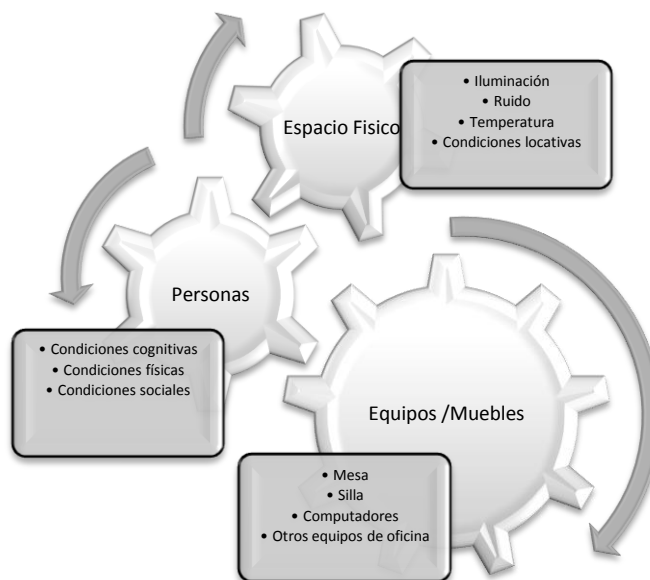 Espacio Fisico
• Iluminación
• Ruido
• Temperatura
• Condiciones locativas
Personas
• Condiciones cognitivas
• Condiciones físicas
• Condiciones sociales
Equipos /Muebles
• Mesa
• Silla
• Computadores
• Otros equipos de oficina